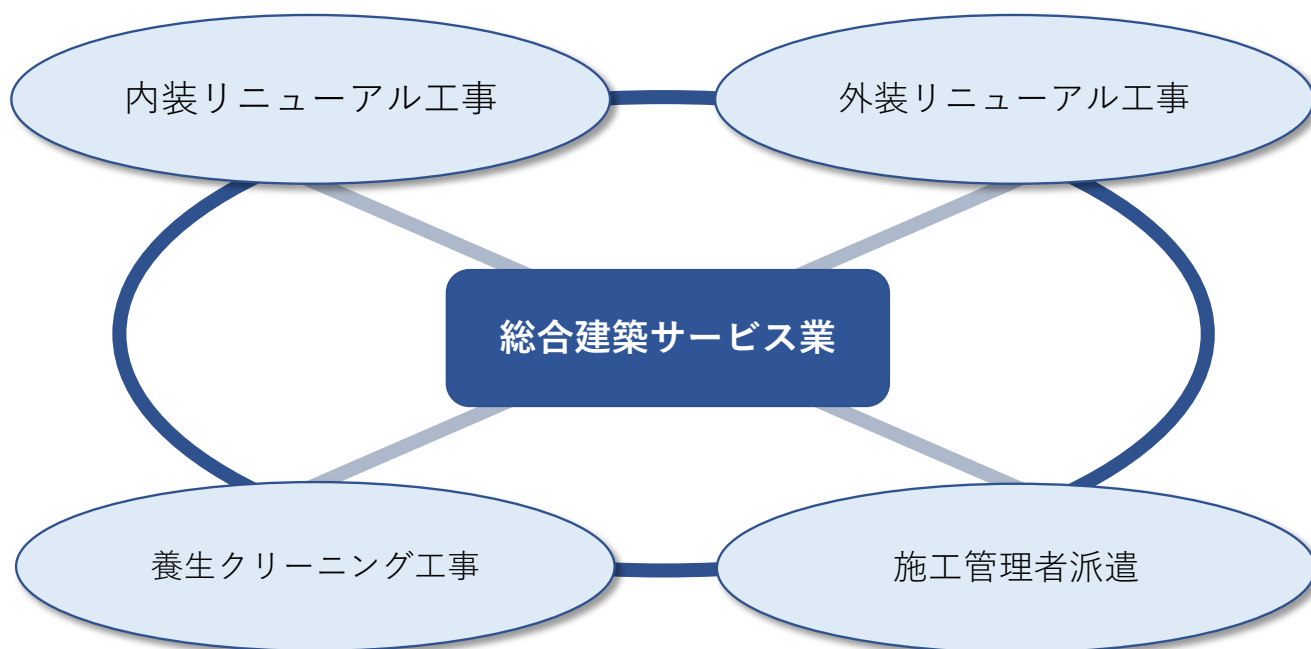 内装リニューアル工事
外装リニューアル工事
総合建築サービス業
養生クリーニング工事
施工管理者派遣